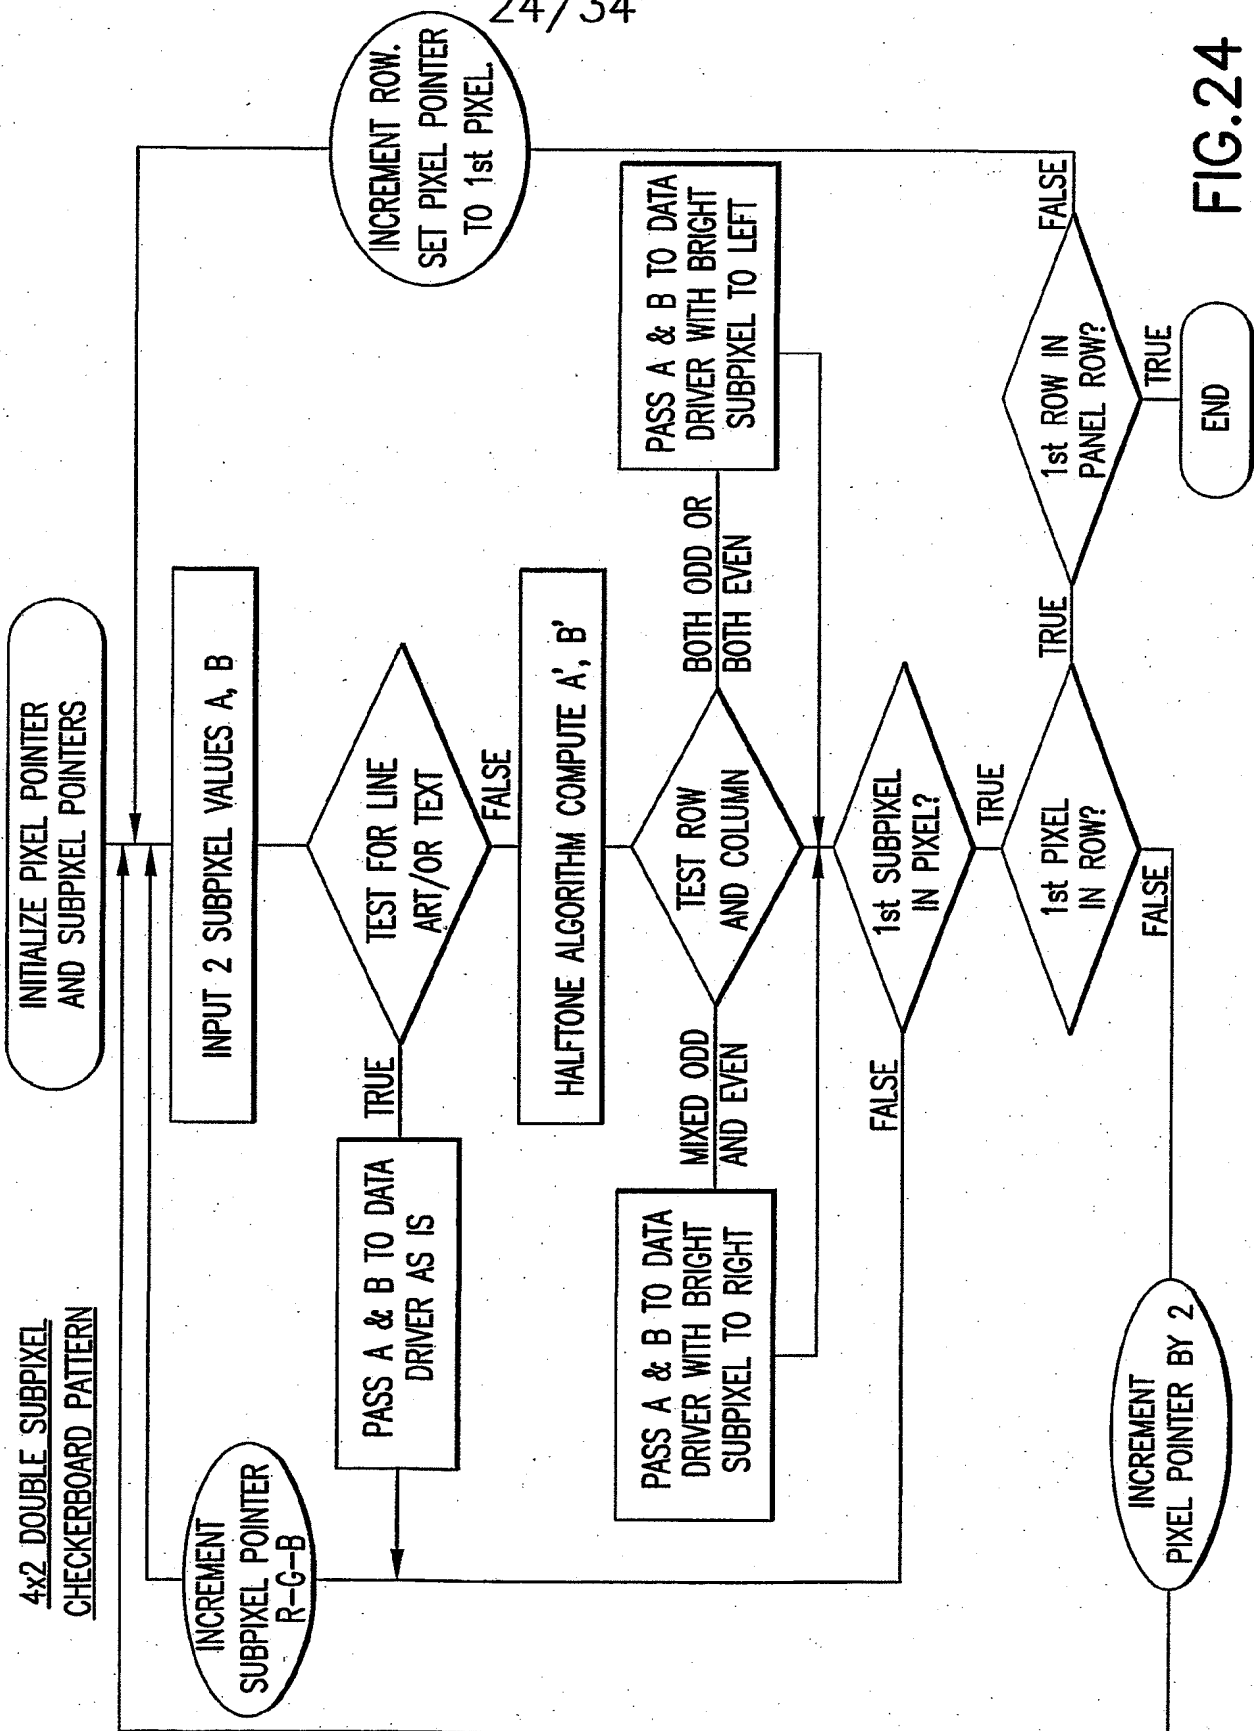 24/34
4x2 DOUBLE SUBPIXEL
CHECKERBOARD PATTERN
INITIALIZE PIXEL POINTER
AND SUBPIXEL POINTERS
INPUT 2 SUBPIXEL VALUES A, B
TEST FOR LINE
ART/OR TEXT
TRUE
FALSE
PASS A & B TO DATA
DRIVER AS IS
INCREMENT
SUBPIXEL POINTER
R-G-B
HALFTONE ALGORITHM COMPUTE A', B'
TEST ROW
AND COLUMN
MIXED ODD
AND EVEN
BOTH ODD OR
BOTH EVEN
PASS A & B TO DATA
DRIVER WITH BRIGHT
SUBPIXEL TO RIGHT
PASS A & B TO DATA
DRIVER WITH BRIGHT
SUBPIXEL TO LEFT
1st SUBPIXEL
IN PIXEL?
FALSE
TRUE
1st PIXEL
IN ROW?
FALSE
TRUE
INCREMENT
PIXEL POINTER BY 2
1st ROW IN
PANEL ROW?
FALSE
TRUE
INCREMENT ROW.
SET PIXEL POINTER
TO 1st PIXEL.
END
FIG.24